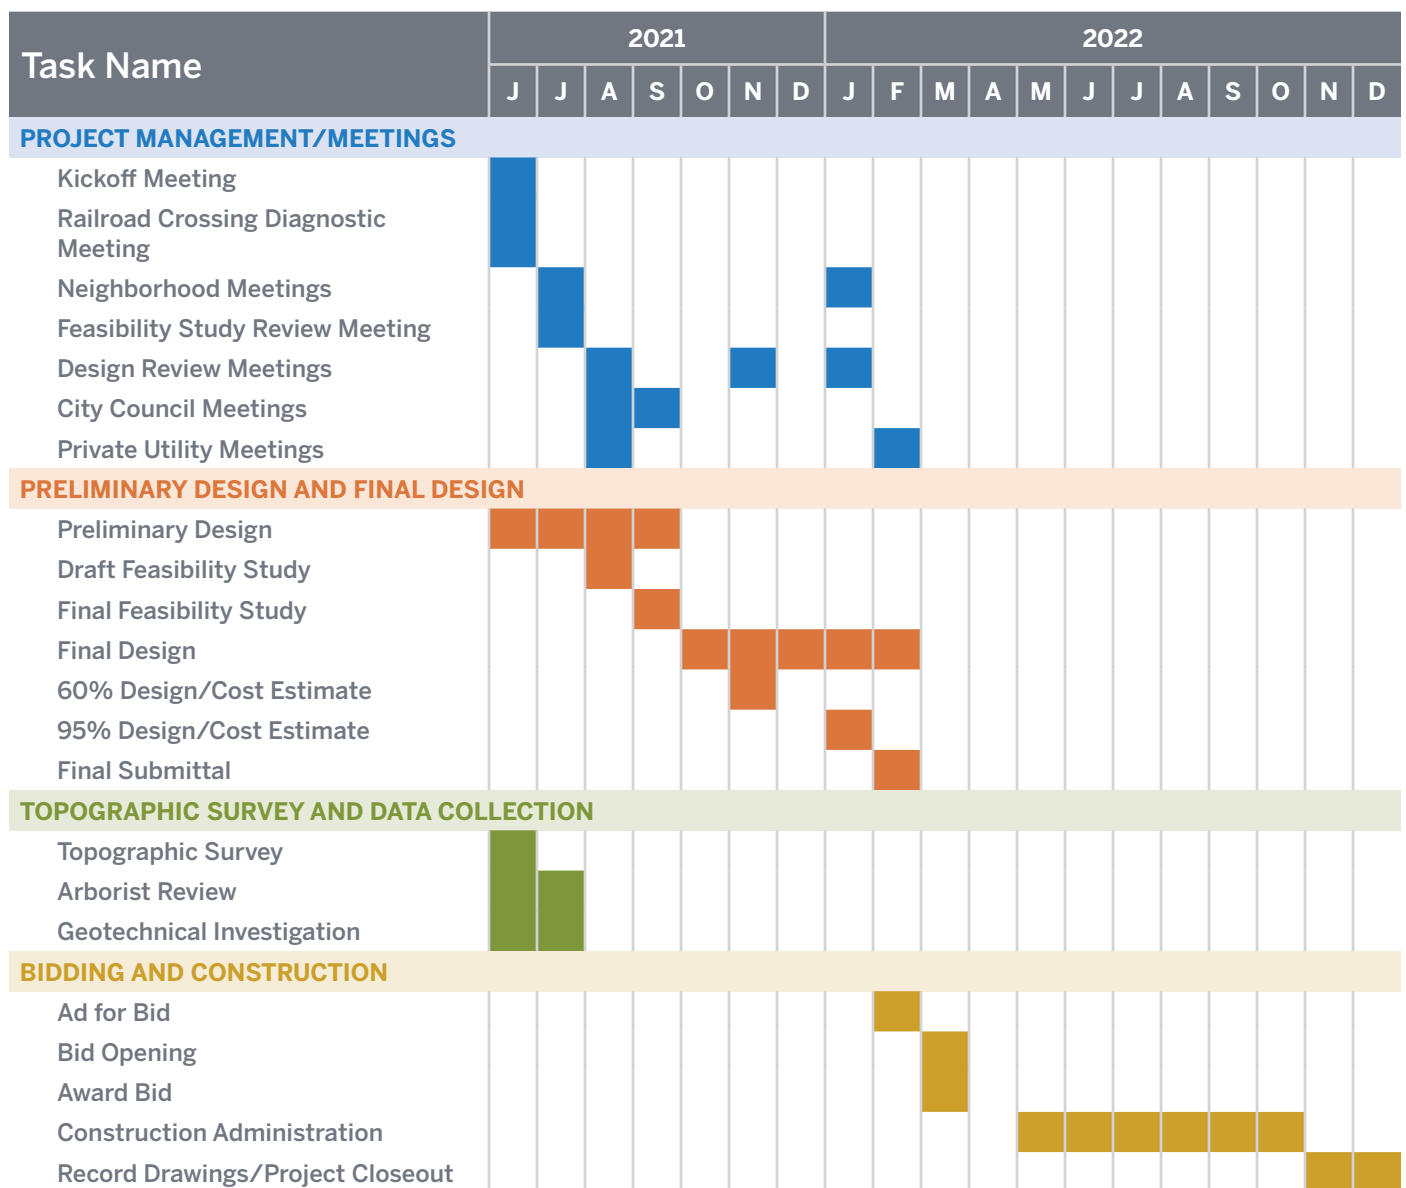 Task Name
2021 2022
J J A S O N D J F M A M J J A S O N D
PROJECT MANAGEMENT/MEETINGS
Kickoff Meeting
Railroad Crossing Diagnostic
Meeting
Neighborhood Meetings
Feasibility Study Review Meeting
Design Review Meetings
City Council Meetings
Private Utility Meetings
PRELIMINARY DESIGN AND FINAL DESIGN
Preliminary Design
Draft Feasibility Study
Final Feasibility Study
Final Design
60% Design/Cost Estimate
95% Design/Cost Estimate
Final Submittal
TOPOGRAPHIC SURVEY AND DATA COLLECTION
Topographic Survey
Arborist Review
Geotechnical Investigation
BIDDING AND CONSTRUCTION
Ad for Bid
Bid Opening
Award Bid
Construction Administration
Record Drawings/Project Closeout